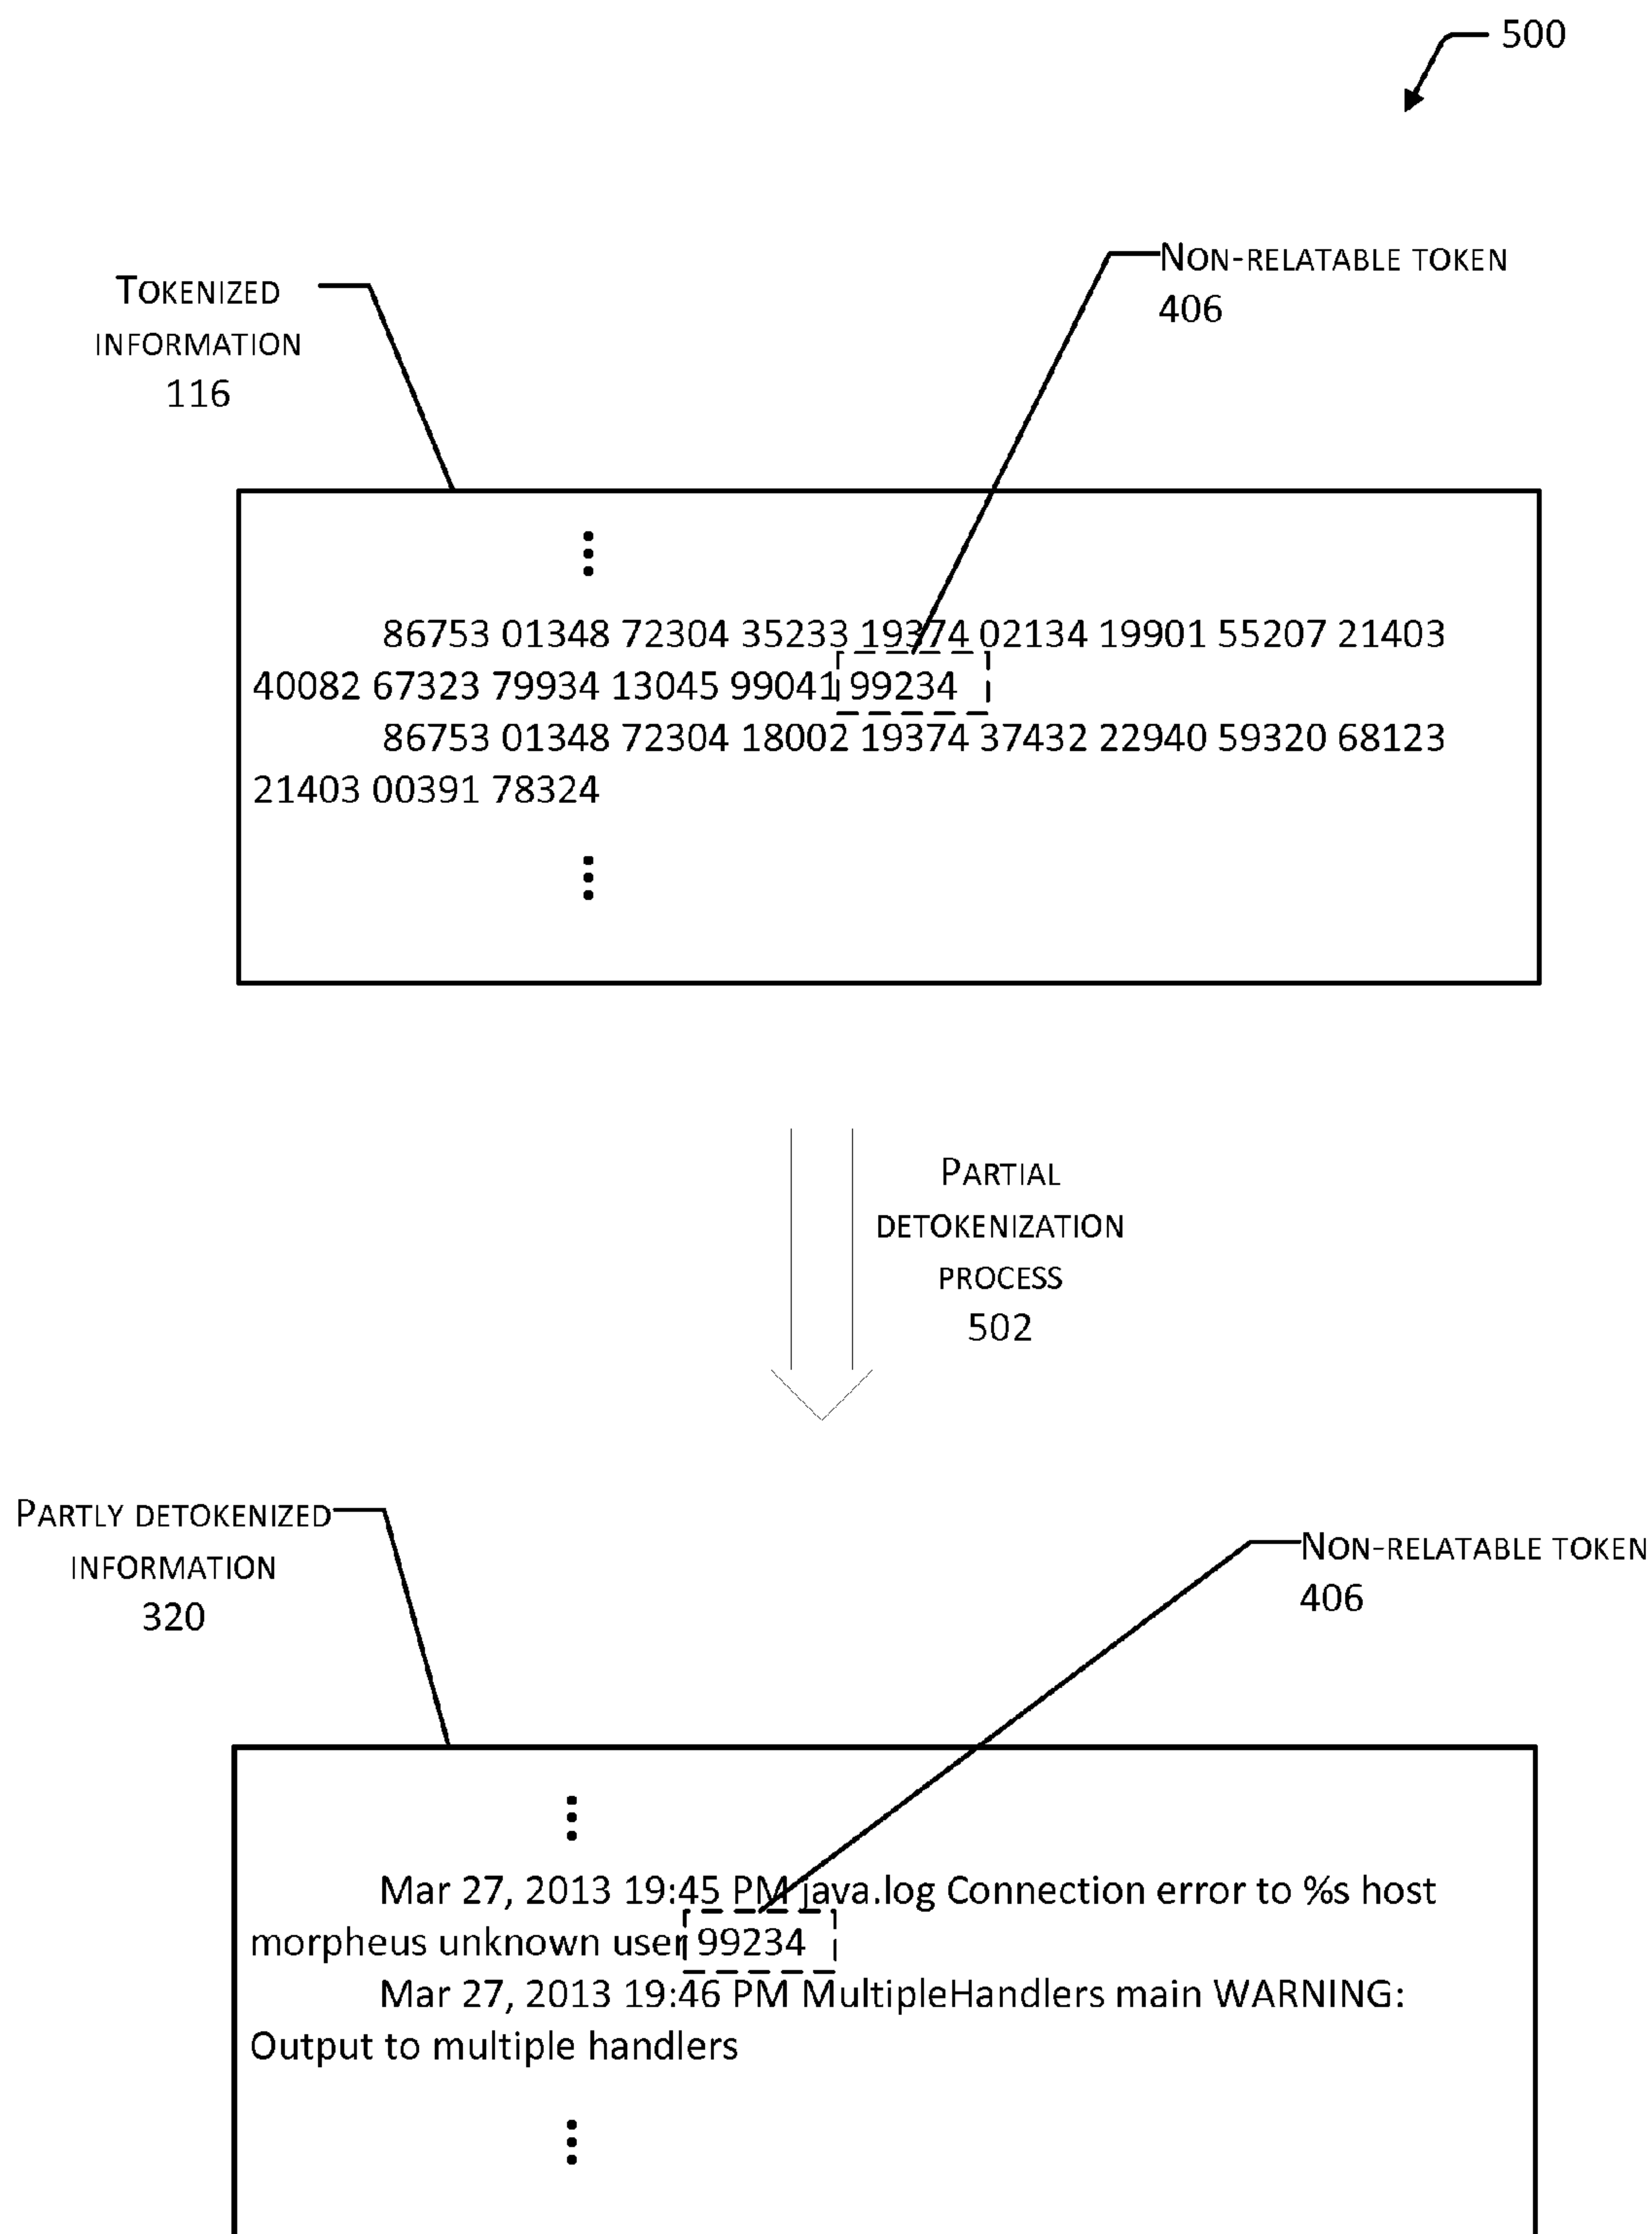 500
NON-RELATABLE TOKEN
406
TOKENIZED
INFORMATION
116
86753 01348 72304 35233 19374 02134 19901 55207 21403
40082 67323 79934 13045 99041 99234
86753 01348 72304 18002 19374 37432 22940 59320 68123
21403 00391 78324
PARTIAL
DETOKENIZATION
PROCESS
502
PARTLY DETOKENIZED
INFORMATION
320
NON-RELATABLE TOKEN
406
Mar 27, 2013 19:45 PM java.log Connection error to %s host
morpheus unknown user 99234
Mar 27, 2013 19:46 PM MultipleHandlers main WARNING:
Output to multiple handlers